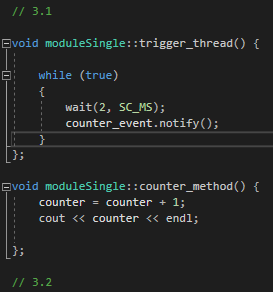 // 3.1
void moduleSingle::trigger_thread() {
while (true)
{
wait(2, SC_MS);
counter_event.notify();
}
};
void moduleSingle::counter_method() {
counter = counter + 1;
cout << counter << endl;
};
// 3.2